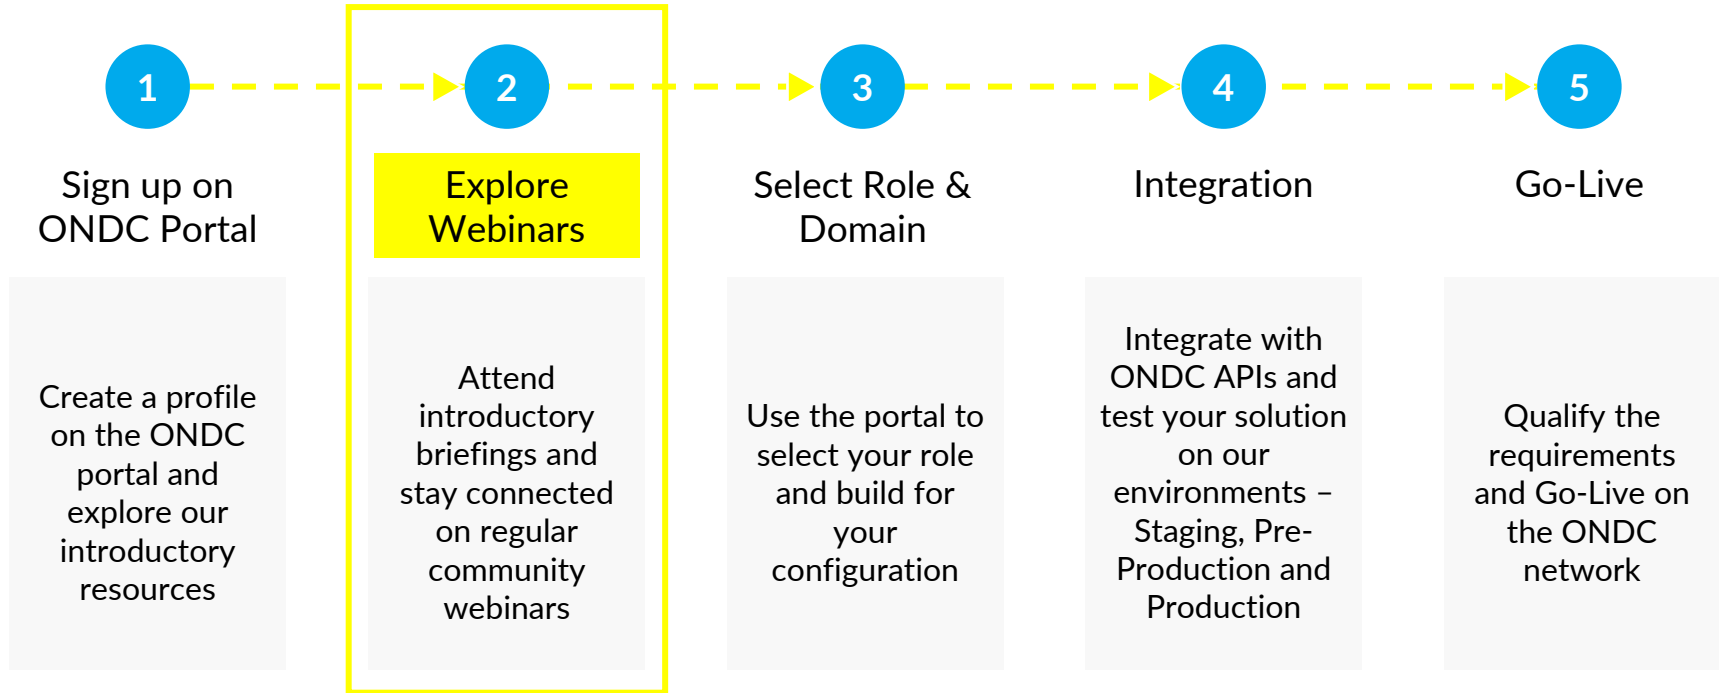 1
2
3
4
5
Sign up on
ONDC Portal
Explore
Webinars
Select Role &
Domain
Integration
Go-Live
Create a profile
on the ONDC
portal and
explore our
introductory
resources
Attend
introductory
briefings and
stay connected
on regular
community
webinars
Use the portal to
select your role
and build for
your
configuration
Integrate with
ONDC APIs and
test your solution
on our
environments –
Staging, Pre-
Production and
Production
Qualify the
requirements
and Go-Live on
the ONDC
network